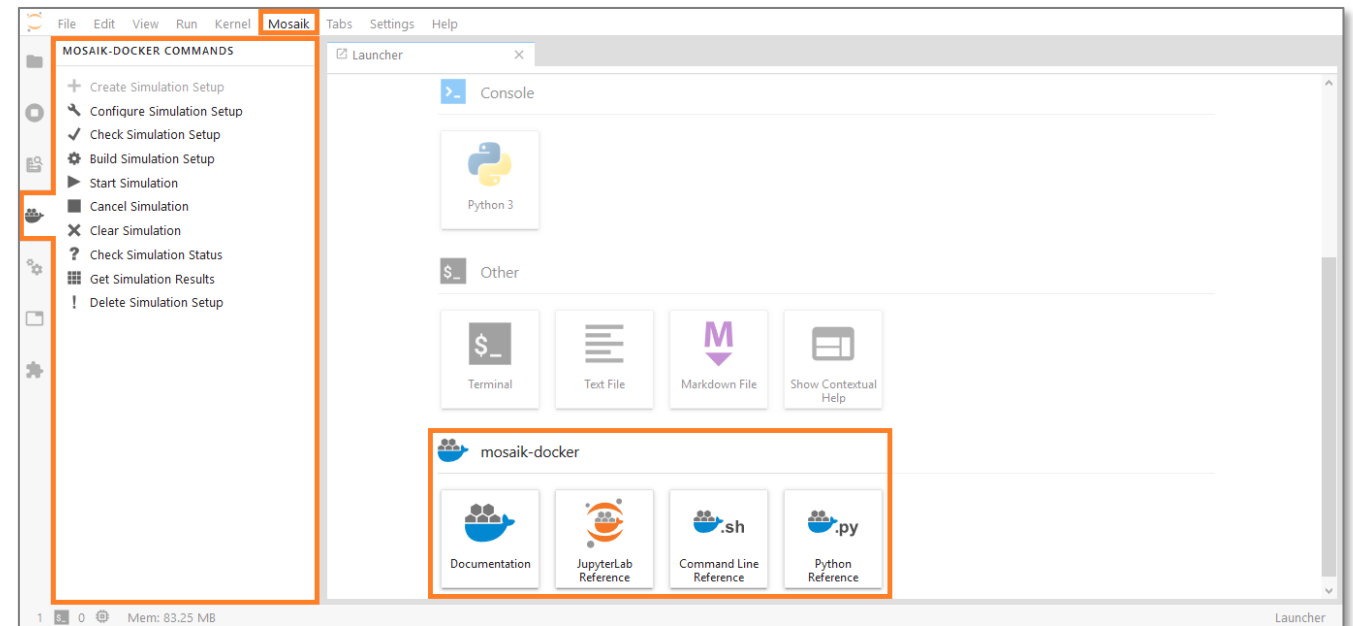 File Edit View Run Kernel Mosaik Tabs Settings Help
MOSAIK-DOCKER COMMANDS
Create Simulation Setup
Configure Simulation Setup
Check Simulation Setup
Build Simulation Setup
Start Simulation
Cancel Simulation
Clear Simulation
? Check Simulation Status
Get Simulation Results
! Delete Simulation Setup
Launcher
>_ Console
Python 3
$_ Other
$_
Terminal
Text File
M
Markdown File
Show Contextual
Help
mosaik-docker
Documentation
JupyterLab
Reference
.sh
Command Line
Reference
.py
Python
Reference
1 $_ 0 Mem: 83.25 MB
Launcher